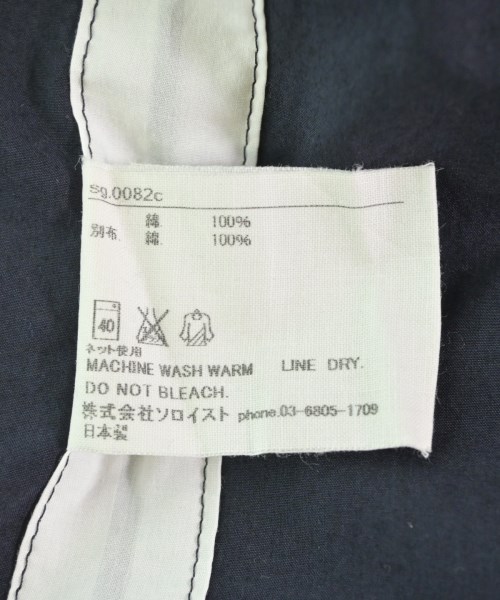 sg.0082c
綿. 100%
別布. 綿. 100%
40
ネット使用
MACHINE WASH WARM LINE DRY.
DO NOT BLEACH.
株式会社ソロイスト phone.03-6805-1709
日本製